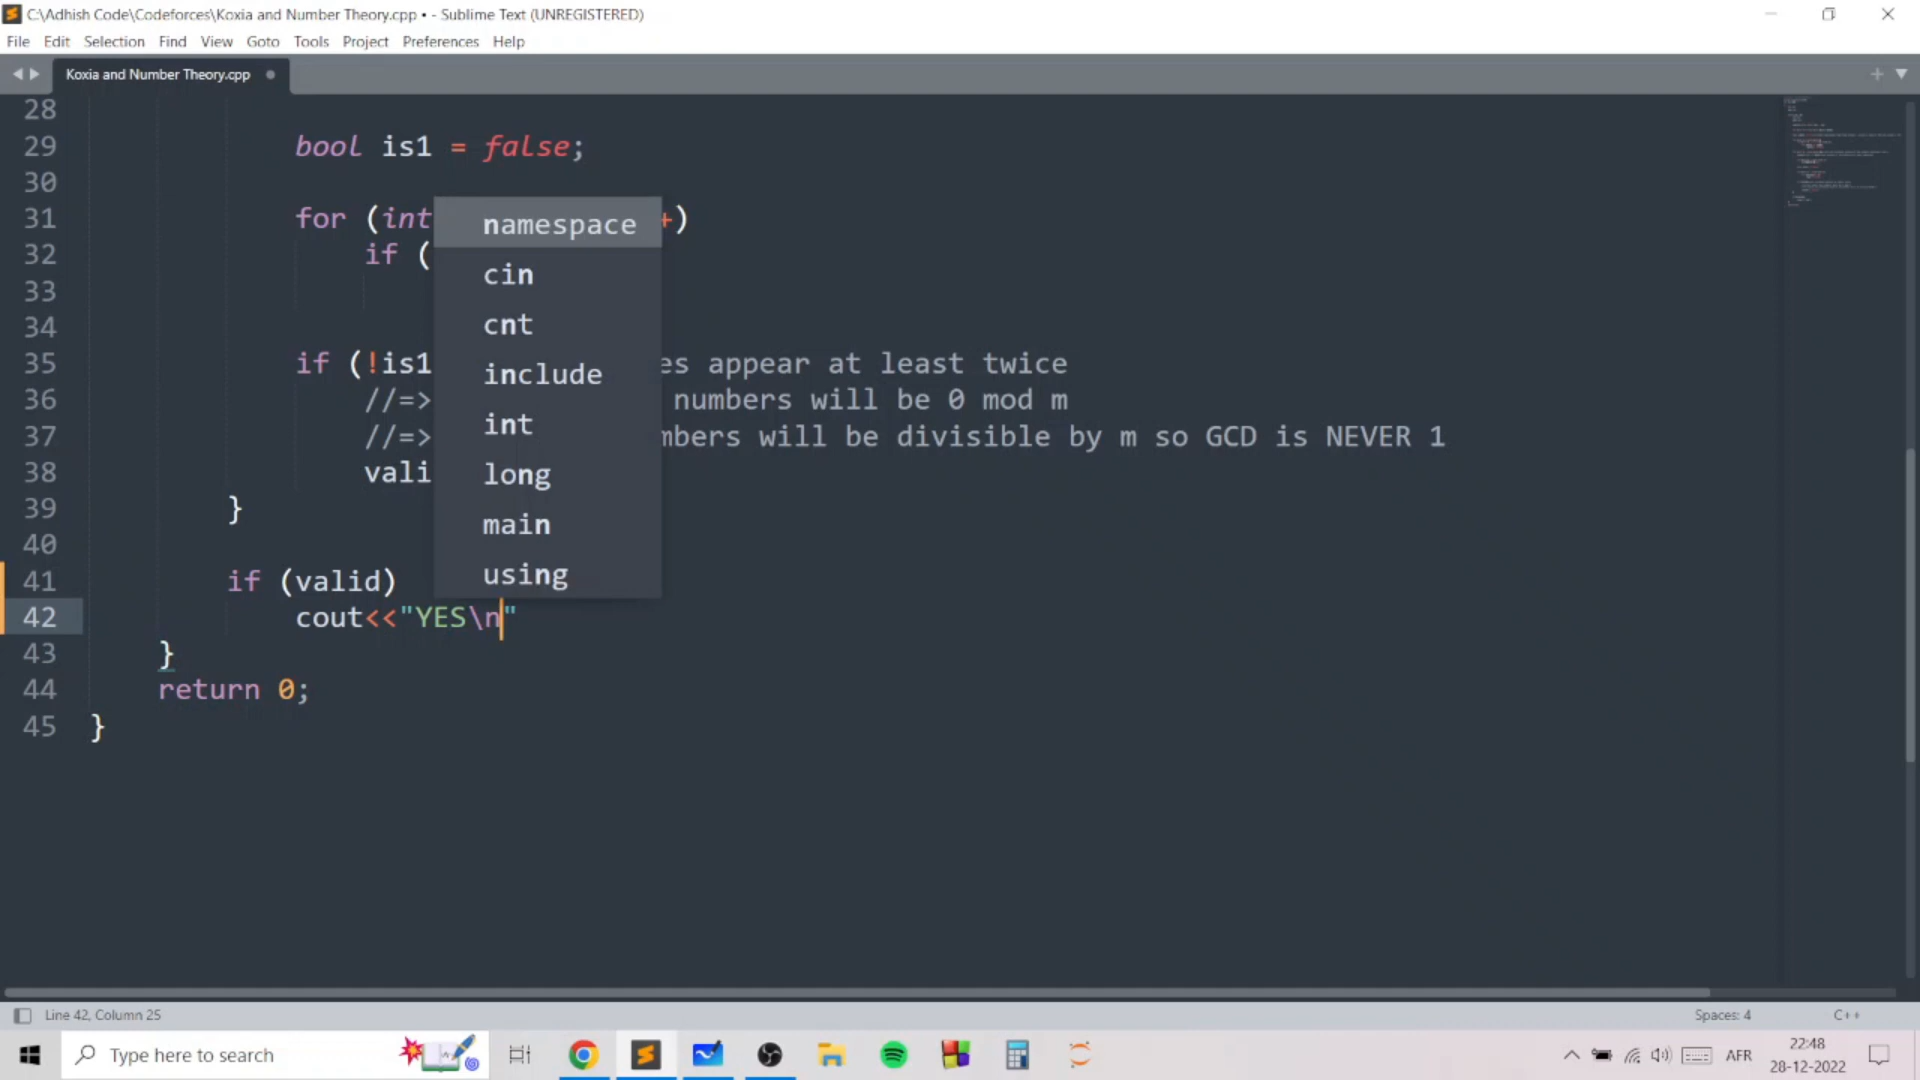 C:\Adhish Code\Codeforces\Koxia and Number Theory.cpp • - Sublime Text (UNREGISTERED)
File Edit Selection Find View Goto Tools Project Preferences Help
Koxia and Number Theory.cpp
28
29 bool is1 = false;
30
31 for (int +)
32 if (
33
34
35 if (!is1 es appear at least twice
36 //=> numbers will be 0 mod m
37 //=> mbers will be divisible by m so GCD is NEVER 1
38 vali
39 }
40
41 if (valid)
42 cout<<"YES\n"
43 }
44 return 0;
45 }
namespace
cin
cnt
include
int
long
main
using
Line 42, Column 25
Spaces: 4
C++
Type here to search
AFR
22:48
28-12-2022